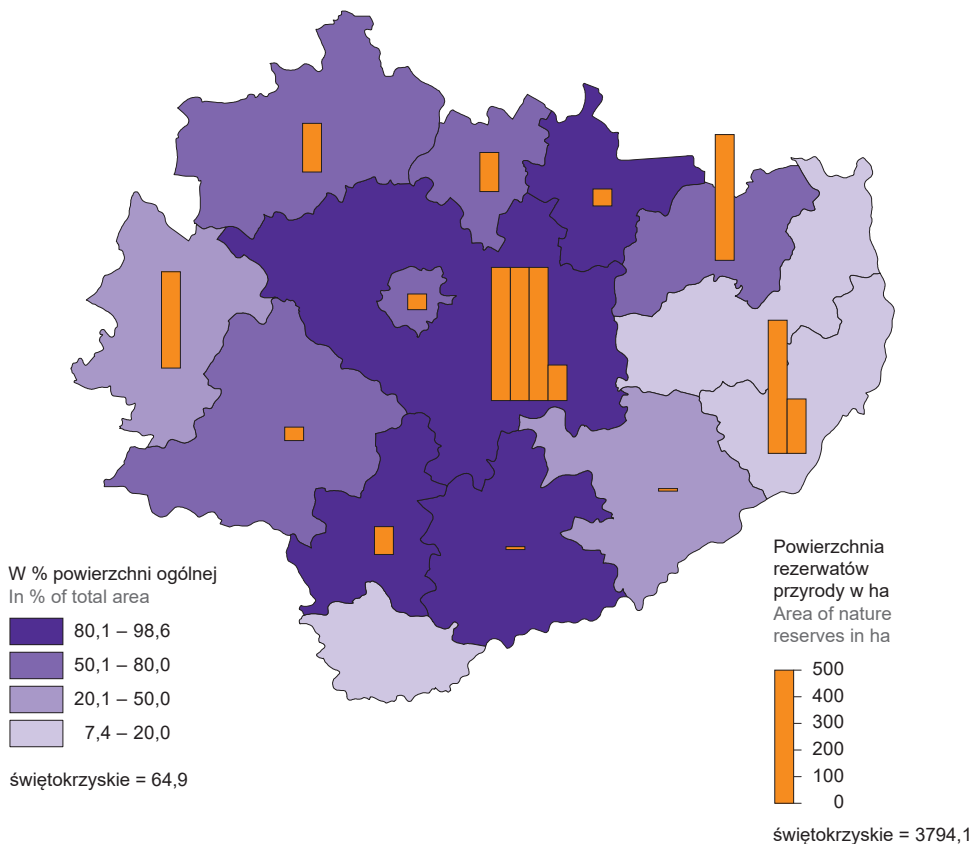 W % powierzchni ogólnej
In % of total area
80,1 – 98,6
50,1 – 80,0
20,1 – 50,0
7,4 – 20,0
świętokrzyskie = 64,9
Powierzchnia
rezerwatów
przyrody w ha
Area of nature
reserves in ha
500
400
300
200
100
0
świętokrzyskie = 3794,1